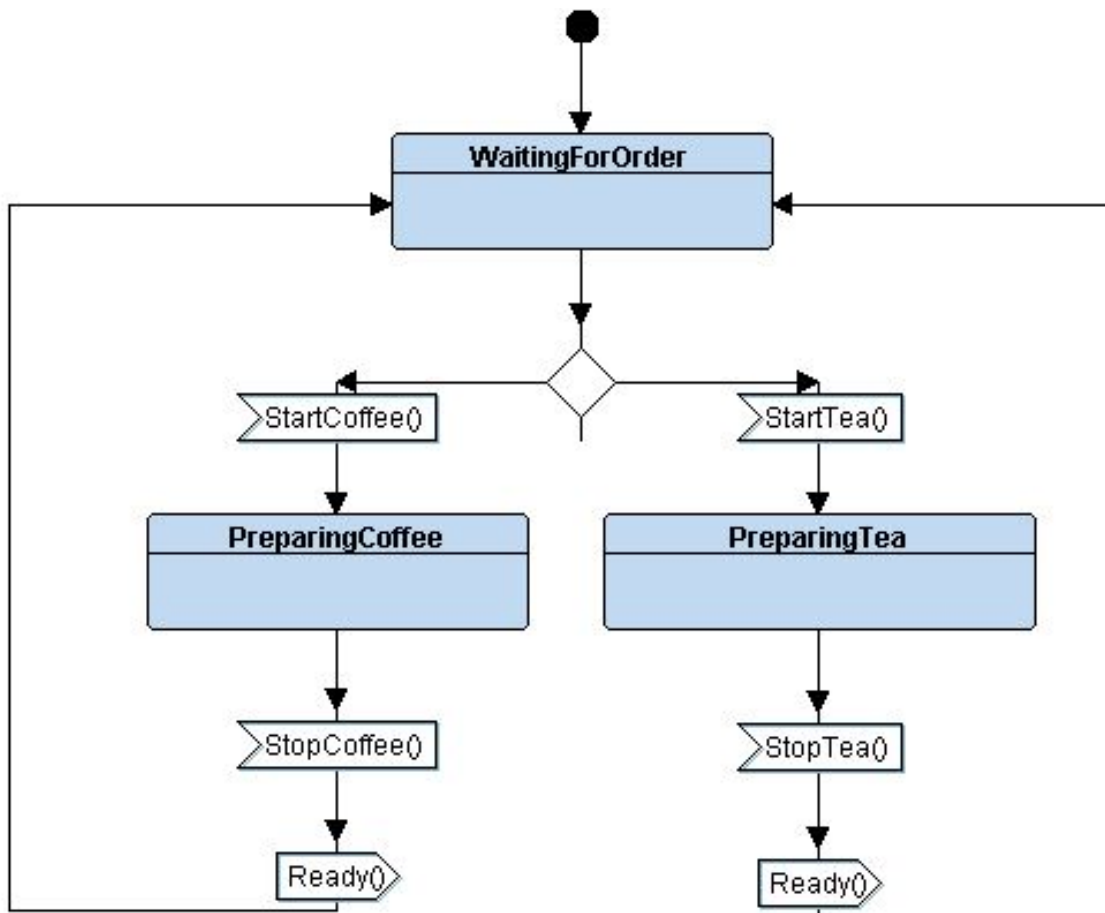 WaitingForOrder
StartCoffee()
StartTea()
PreparingCoffee
PreparingTea
StopCoffee()
StopTea()
Ready()
Ready()